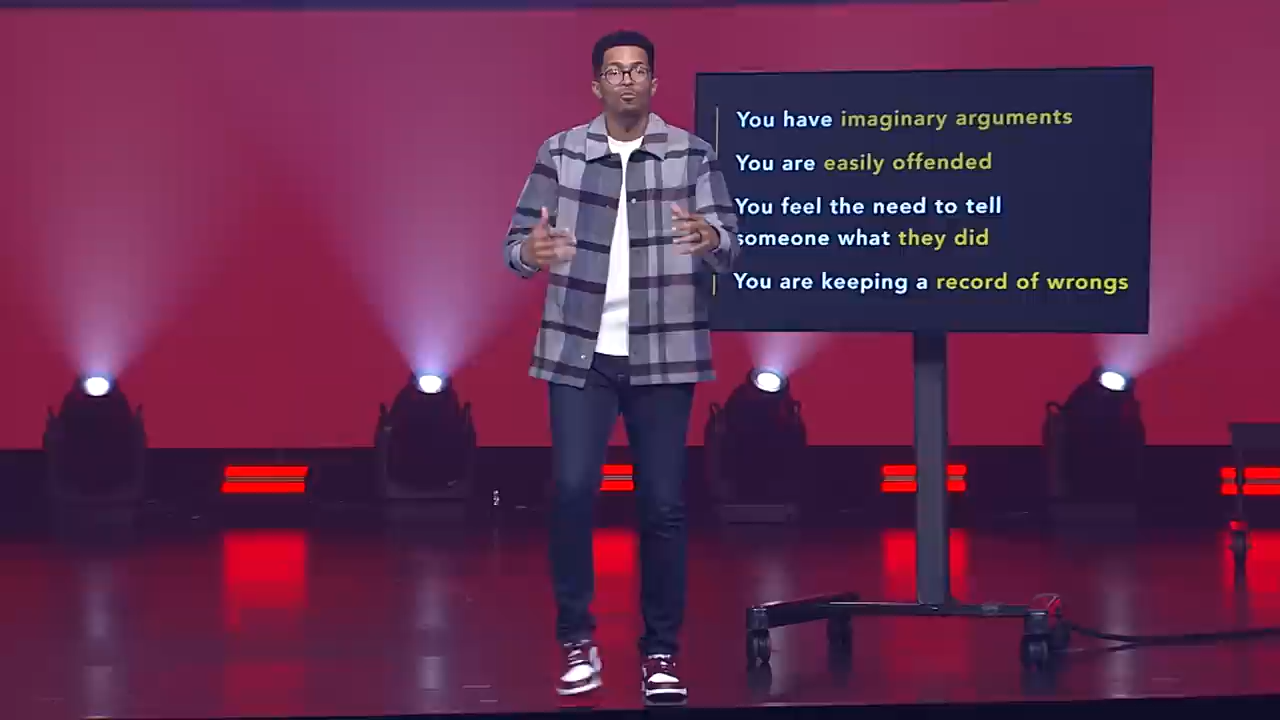 You have imaginary arguments
You are easily offended
You feel the need to tell
someone what they did
You are keeping a record of wrongs